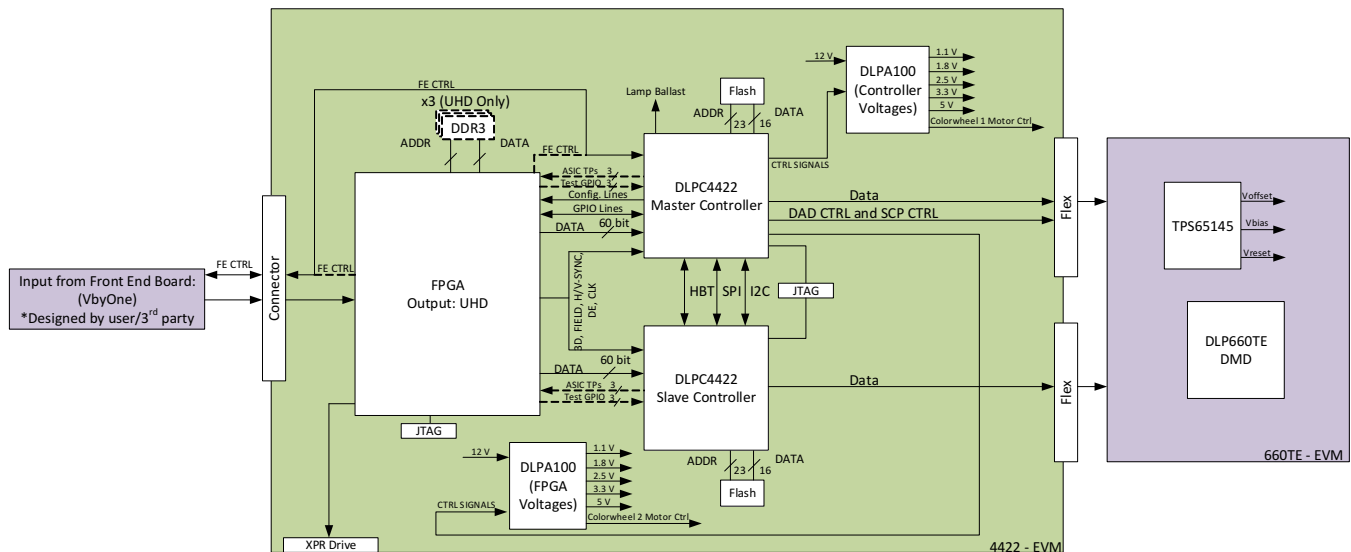 FE CTRL
x3 (UHD Only)
DDR3
ADDR
DATA
Lamp Ballast
Flash
ADDR
DATA
23
16
12 V
DLPA100
(Controller
Voltages)
1.1 V
1.8 V
2.5 V
3.3 V
5 V
Colorwheel 1 Motor Ctrl
CTRL SIGNALS
FE CTRL
ASIC TPs 3
Test GPIO 3
Config. Lines
GPIO Lines
DATA
60 bit
DLPC4422
Master Controller
Data
DAD CTRL and SCP CTRL
Flex
TPS65145
Voffset
Vbias
Vreset
Input from Front End Board:
(VbyOne)
*Designed by user/3rd party
FE CTRL
Connector
FE CTRL
FPGA
Output: UHD
3D, FIELD, H/V-SYNC,
DE, CLK
HBT
SPI
I2C
JTAG
DLP660TE
DMD
DATA
60 bit
ASIC TPs 3
Test GPIO 3
DLPC4422
Slave Controller
Data
Flex
JTAG
ADDR
DATA
23
16
Flash
12 V
DLPA100
(FPGA
Voltages)
1.1 V
1.8 V
2.5 V
3.3 V
5 V
Colorwheel 2 Motor Ctrl
CTRL SIGNALS
660TE - EVM
XPR Drive
4422 - EVM